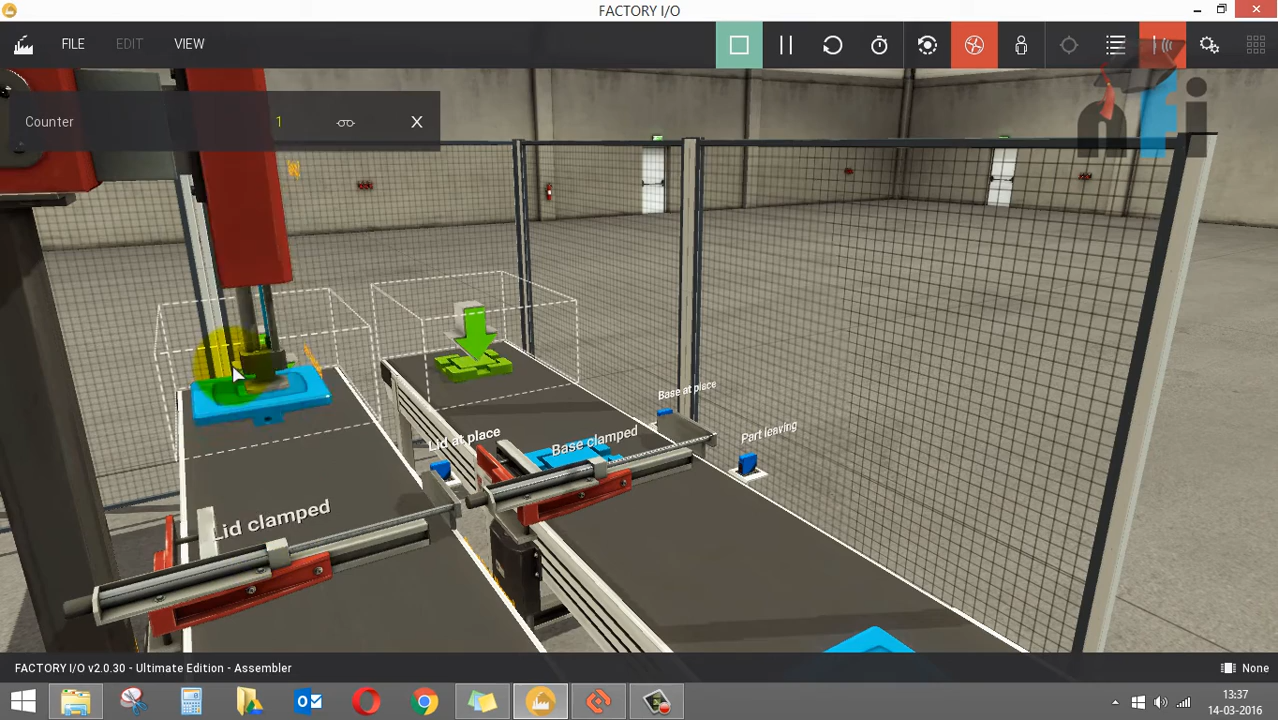 FACTORY I/O
FILE EDIT VIEW
nfi
Counter 1 X
Base at place
Lid at place
Base clamped
Part leaving
Lid clamped
FACTORY I/O v2.0.30 - Ultimate Edition - Assembler
None
13:37
14-03-2016